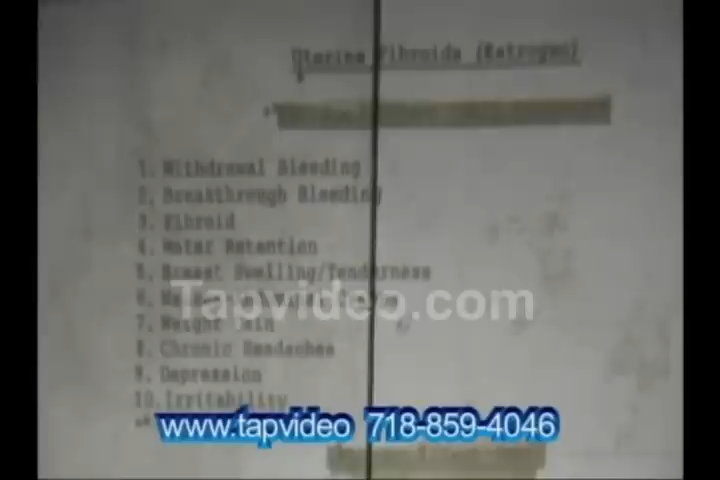 Uterine Fibroids (Estrogen)
1. Withdrawal Bleeding
2. Breakthrough Bleeding
3. Fibroid
4. Water Retention
5. Breast Swelling/Tenderness
6.
Tapvideo.com
7. Weight Gain
8. Chronic Headaches
9. Depression
10. Irritability
www.tapvideo 718-859-4046